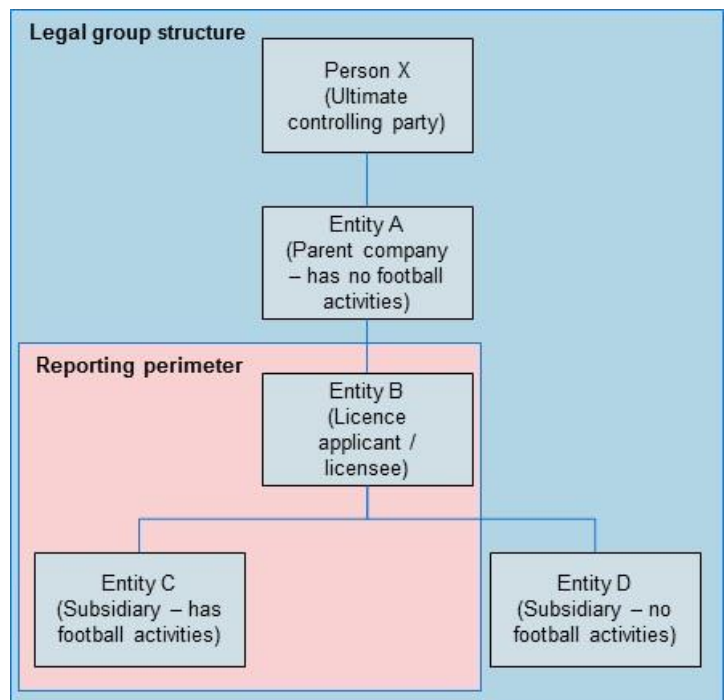 Legal group structure
Person X
(Ultimate
controlling party)
Entity A
(Parent company
– has no football
activities)
Reporting perimeter
Entity B
(Licence
applicant /
licensee)
Entity C
(Subsidiary – has
football activities)
Entity D
(Subsidiary – no
football activities)